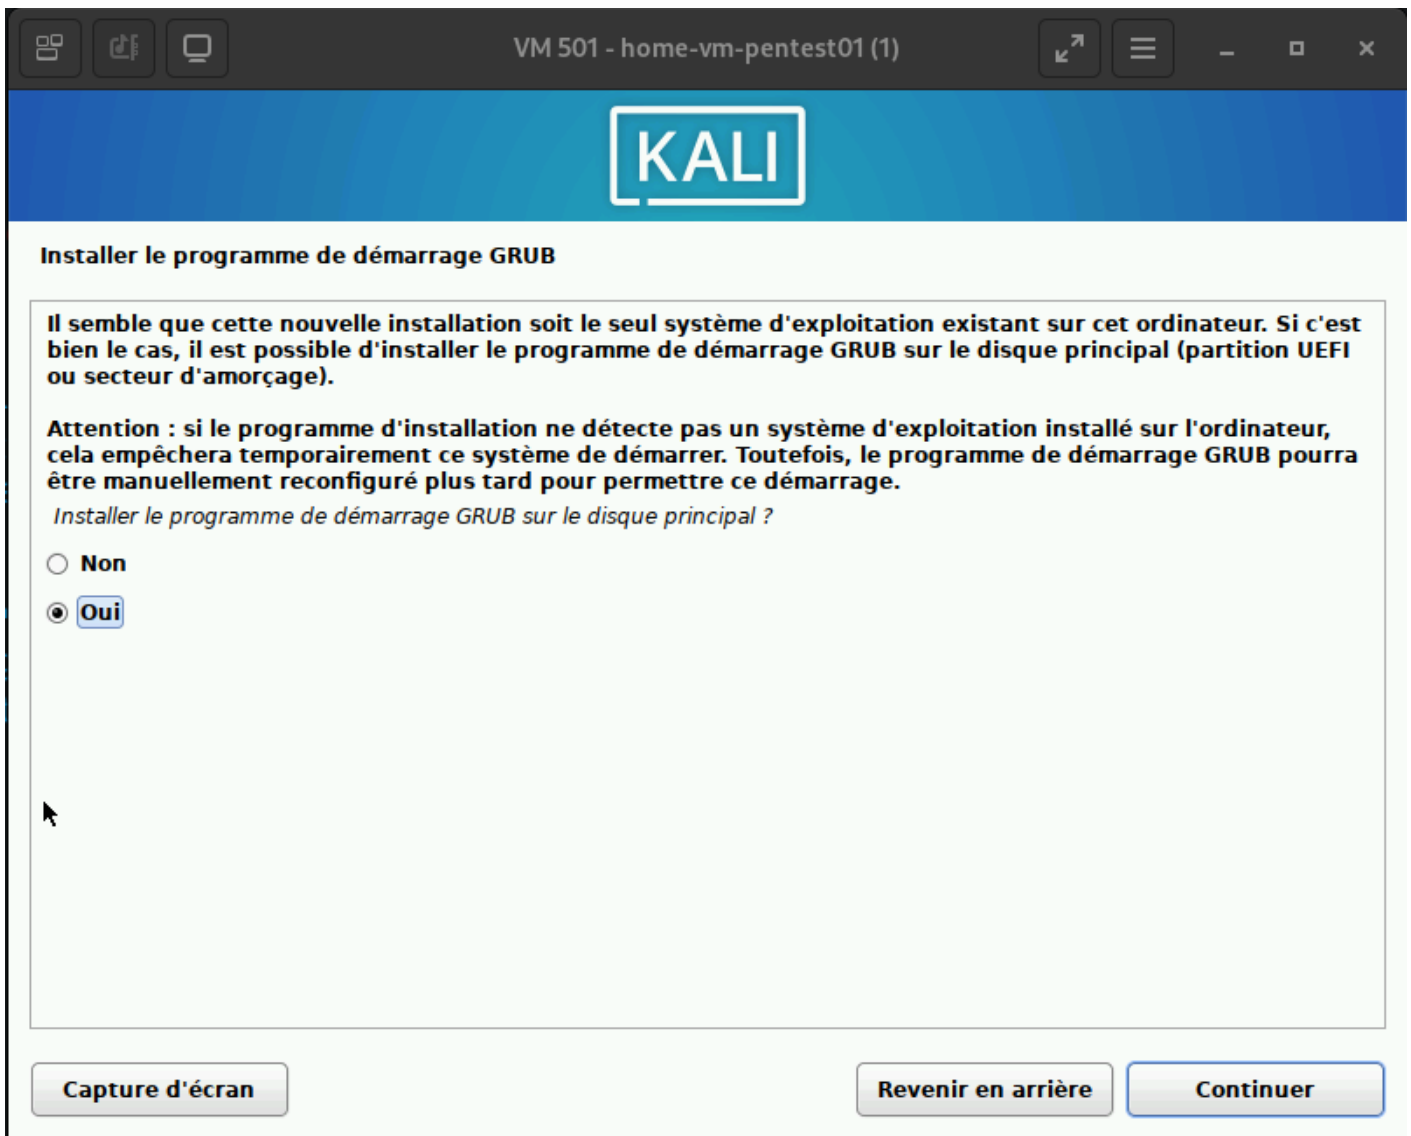 VM 501 - home-vm-pentest01 (1)
KALI
Installer le programme de démarrage GRUB
Il semble que cette nouvelle installation soit le seul système d'exploitation existant sur cet ordinateur. Si c'est
bien le cas, il est possible d'installer le programme de démarrage GRUB sur le disque principal (partition UEFI
ou secteur d'amorçage).
Attention : si le programme d'installation ne détecte pas un système d'exploitation installé sur l'ordinateur,
cela empêchera temporairement ce système de démarrer. Toutefois, le programme de démarrage GRUB pourra
être manuellement reconfiguré plus tard pour permettre ce démarrage.
Installer le programme de démarrage GRUB sur le disque principal ?
Non
Oui
Capture d'écran
Revenir en arrière
Continuer